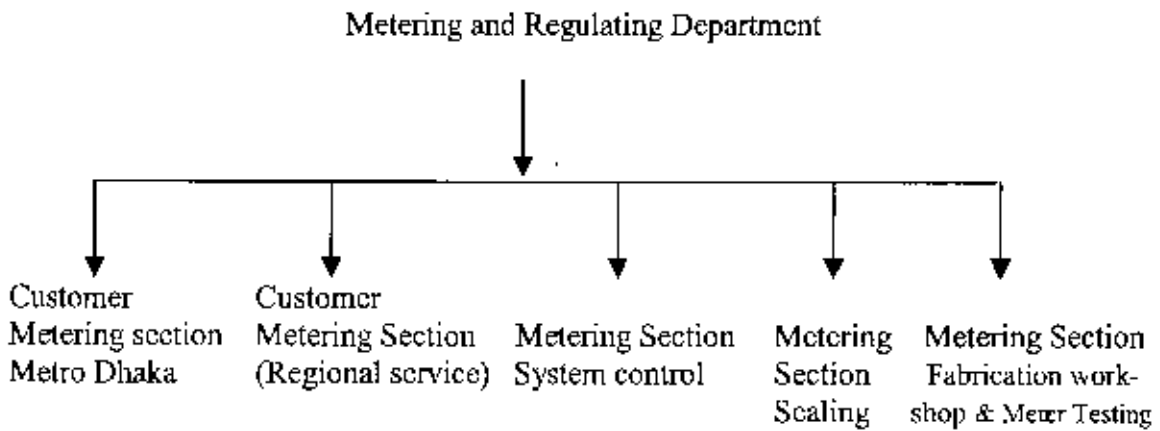 Metering and Regulating Department
Customer
Metering section
Metro Dhaka
Customer
Metering Section
(Regional service)
Metering Section
System control
Metering
Section
Sealing
Metering Section
Fabrication work-
shop & Meter Testing